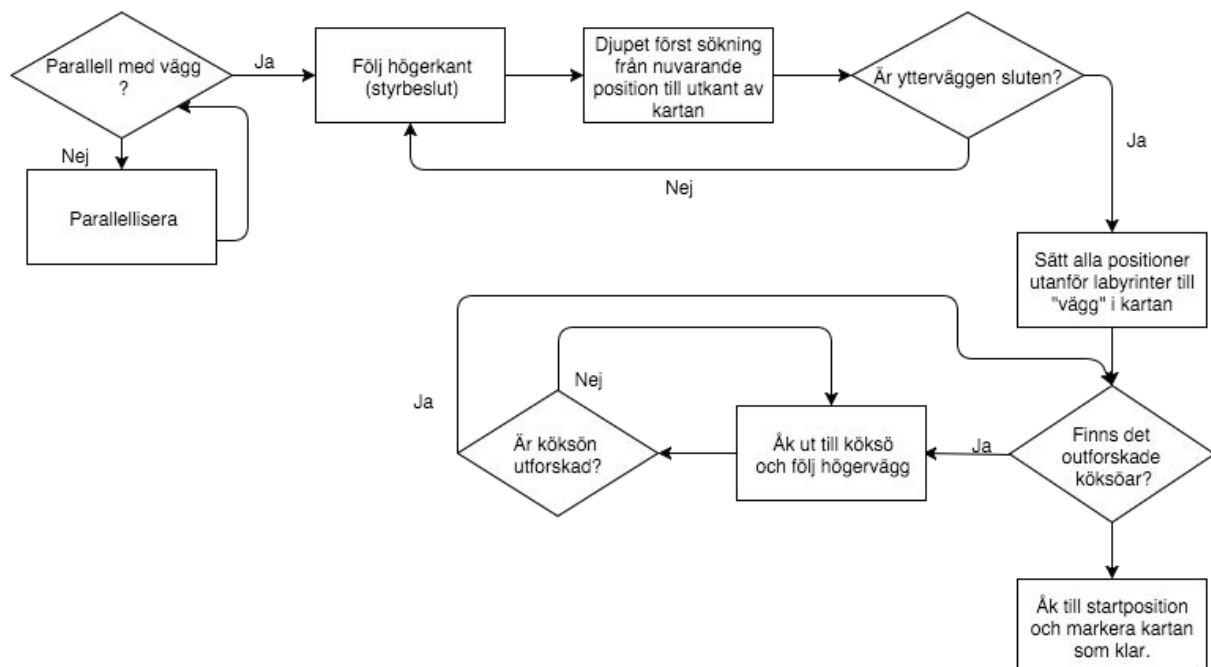 Parallell med vägg
?
Ja
Nej
Parallellisera
Följ högerkant
(styrbeslut)
Djupet först sökning
från nuvarande
position till utkant av
kartan
Är ytterväggen sluten?
Nej
Ja
Sätt alla positioner
utanför labyrinter till
"vägg" i kartan
Finns det
outforskade
köksöar?
Ja
Åk ut till köksö
och följ högervägg
Är köksön
utforskad?
Nej
Ja
Åk till startposition
och markera kartan
som klar.